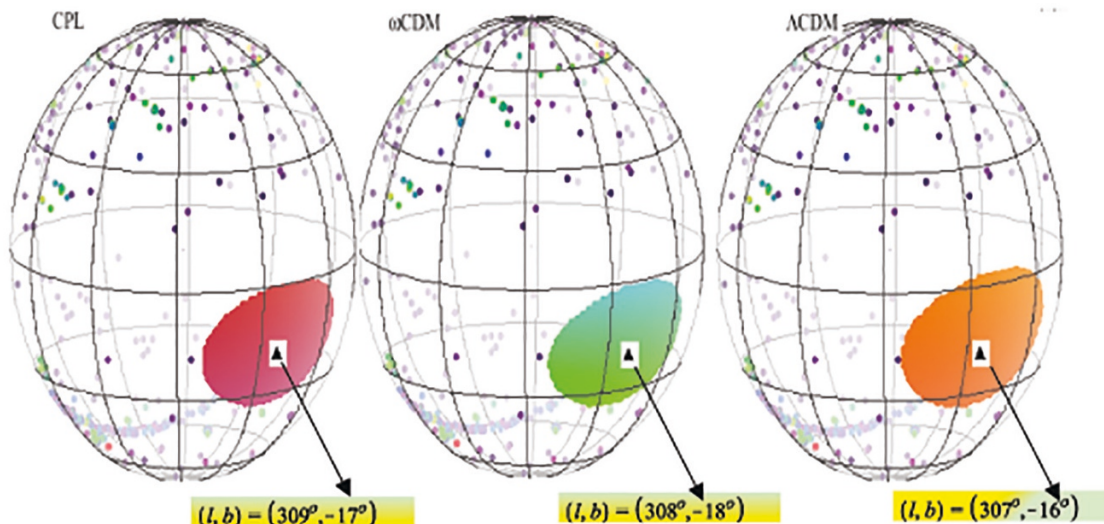 CPL
ωCDM
ΛCDM
(l, b) = (309°,-17°)
(l, b) = (308°,-18°)
(l, b) = (307°,-16°)